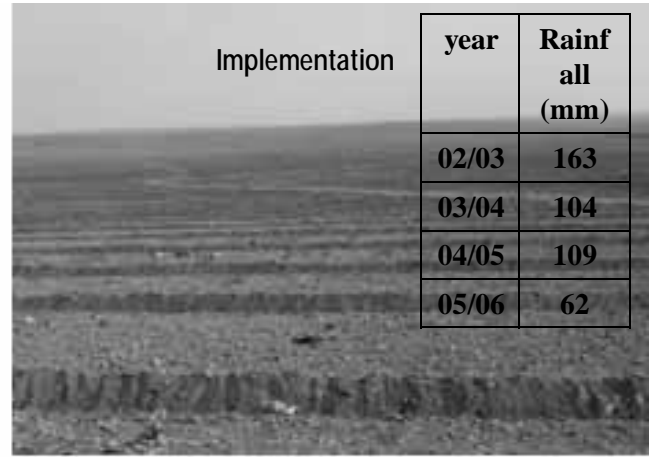 Implementation
year Rainf
all
(mm)
02/03 163
03/04 104
04/05 109
05/06 62